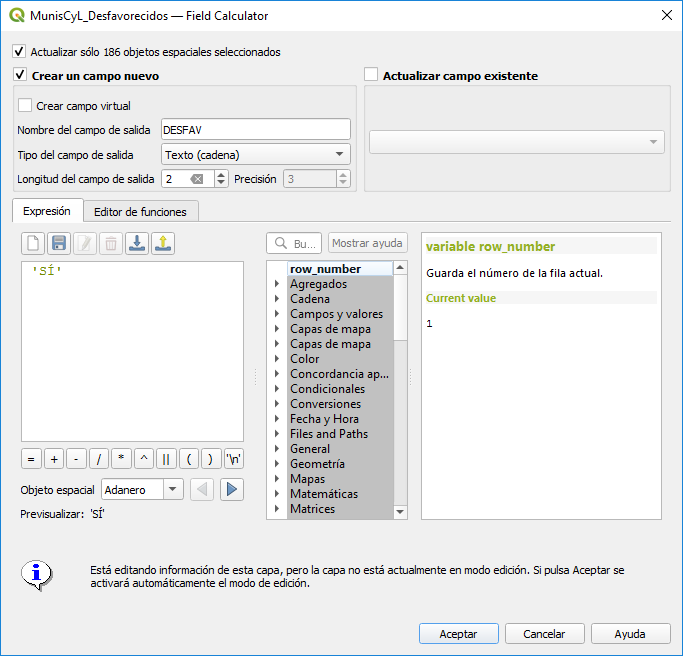 MunisCyL_Desfavorecidos — Field Calculator
Actualizar sólo 186 objetos espaciales seleccionados
Crear un campo nuevo
Actualizar campo existente
Crear campo virtual
Nombre del campo de salida DESFAV
Tipo del campo de salida Texto (cadena)
Longitud del campo de salida 2 Precisión 3
Expresión Editor de funciones
Bu... Mostrar ayuda
'SÍ'
row_number
Agregados
Cadena
Campos y valores
Capas de mapa
Capas de mapa
Color
Concordancia ap...
Condicionales
Conversiones
Fecha y Hora
Files and Paths
General
Geometría
Mapas
Matemáticas
Matrices
variable row_number
Guarda el número de la fila actual.
Current value
1
= + - / * ^ || ( ) '\n'
Objeto espacial Adanero
Previsualizar: 'SÍ'
Está editando información de esta capa, pero la capa no está actualmente en modo edición. Si pulsa Aceptar se
activará automáticamente el modo de edición.
Aceptar Cancelar Ayuda